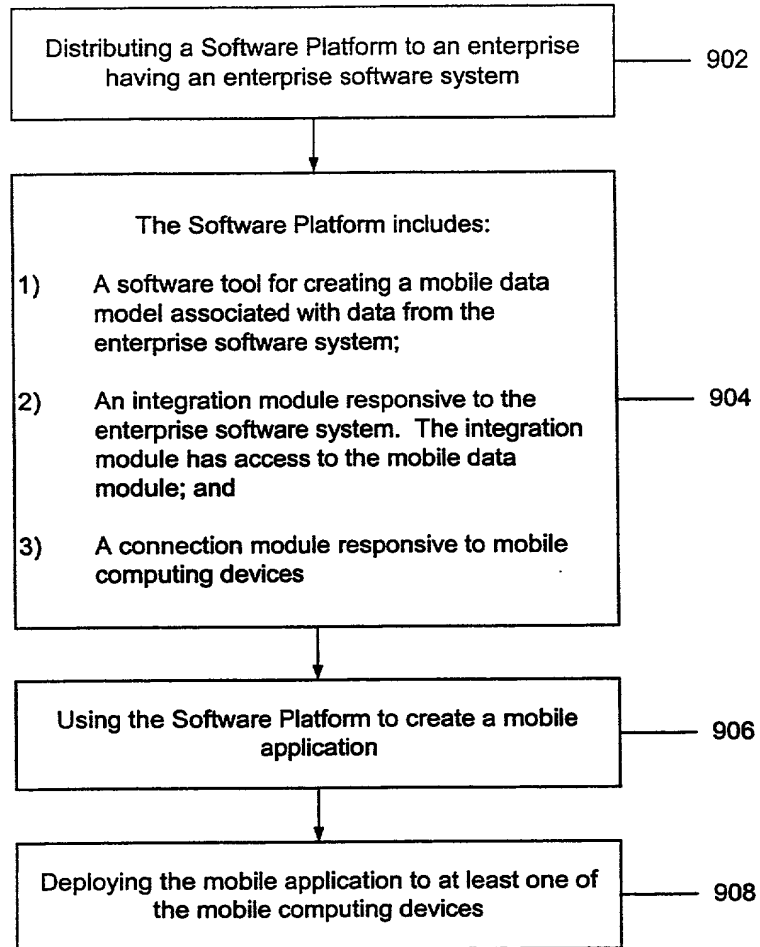 Distributing a Software Platform to an enterprise
having an enterprise software system
902
The Software Platform includes:
1) A software tool for creating a mobile data
model associated with data from the
enterprise software system;
2) An integration module responsive to the
enterprise software system. The integration
module has access to the mobile data
module; and
3) A connection module responsive to mobile
computing devices
904
Using the Software Platform to create a mobile
application
906
Deploying the mobile application to at least one of
the mobile computing devices
908